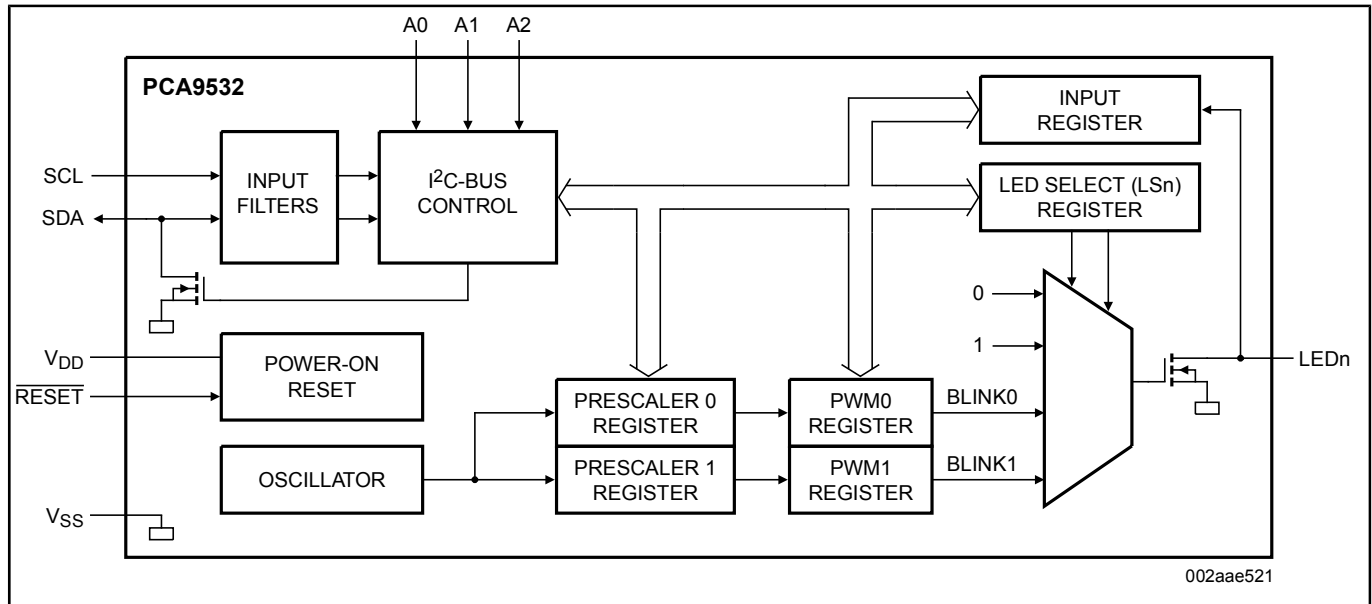 A0 A1 A2
PCA9532
INPUT
REGISTER
SCL
SDA
INPUT
FILTERS
I²C-BUS
CONTROL
LED SELECT (LSn)
REGISTER
0
1
VDD
RESET
POWER-ON
RESET
PRESCALER 0
REGISTER
PWM0
REGISTER
BLINK0
LEDn
OSCILLATOR
PRESCALER 1
REGISTER
PWM1
REGISTER
BLINK1
VSS
002aae521